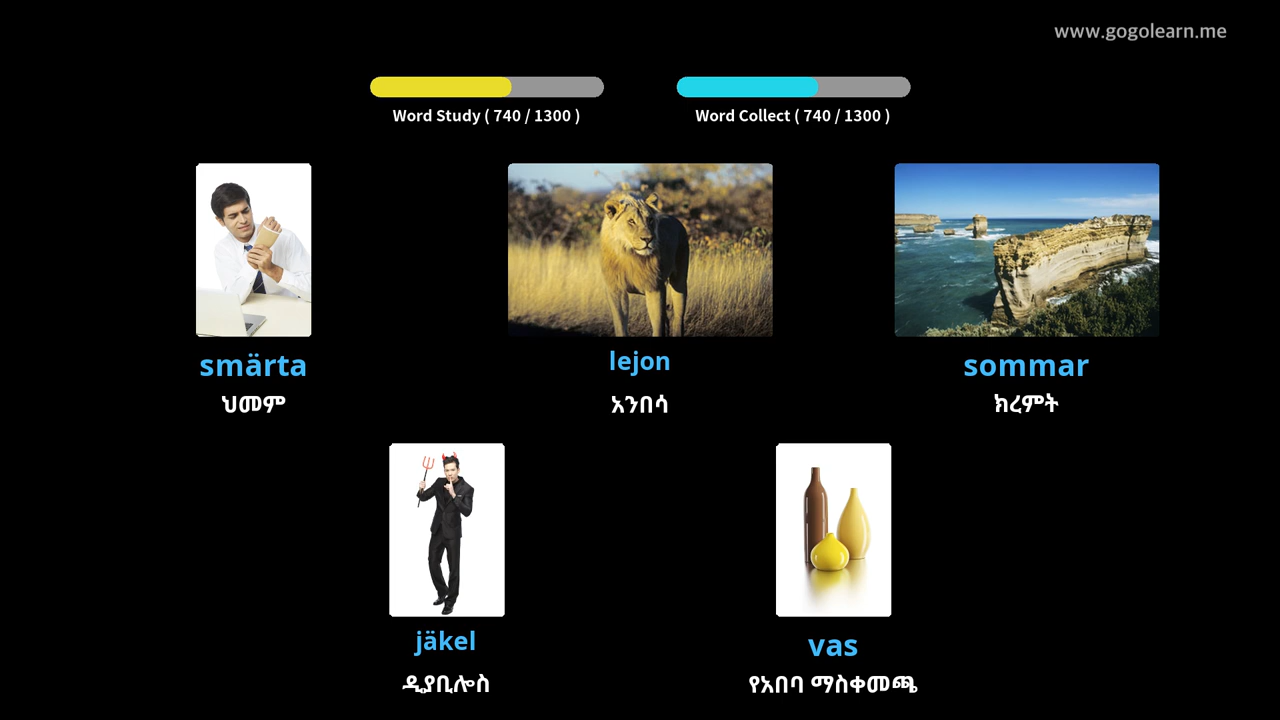 www.gogolearn.me
Word Study ( 740 / 1300 )
Word Collect ( 740 / 1300 )
smärta
ህመም
lejon
አንበሳ
sommar
ክረምት
jäkel
ዲያቢሎስ
vas
የአበባ ማስቀመጫ